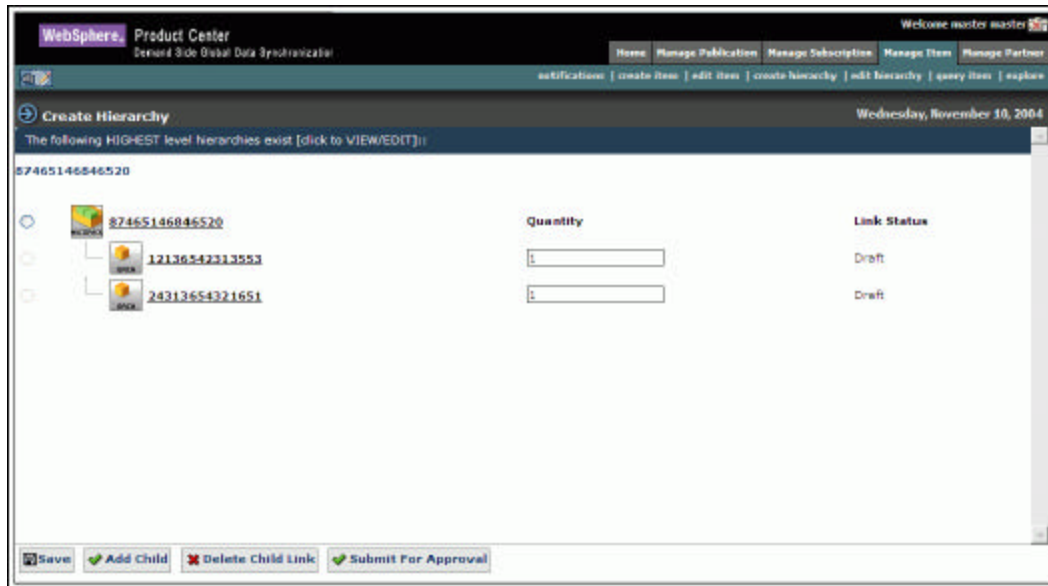 Welcome master master
WebSphere. Product Center
Demand Side Global Data Synchronization
Home Manage Publication Manage Subscription Manage Item Manage Partner
notifications | create item | edit item | create hierarchy | edit hierarchy | query item | explore
Create Hierarchy Wednesday, November 10, 2004
The following HIGHEST level hierarchies exist [click to VIEW/EDIT]::
87465146846520
87465146846520 Quantity Link Status
12136542313553 1 Draft
24313654321651 1 Draft
Save Add Child Delete Child Link Submit For Approval